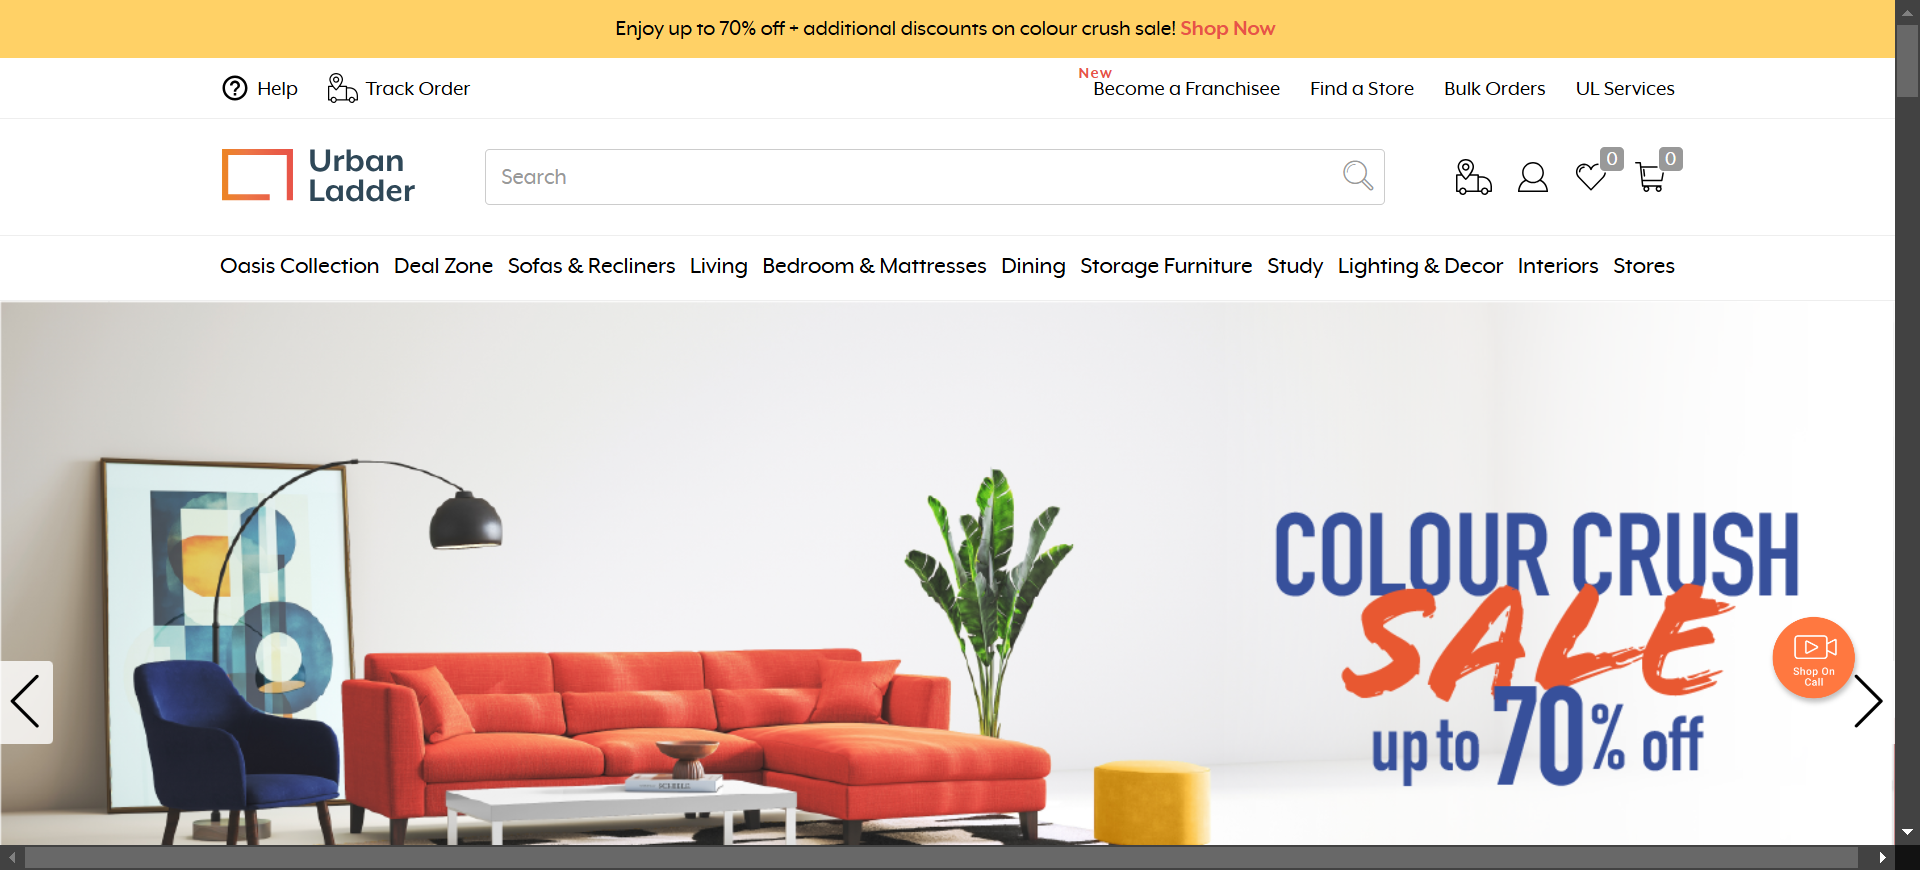 Enjoy up to 70% off + additional discounts on colour crush sale! Shop Now
Help
Track Order
New
Become a Franchisee
Find a Store
Bulk Orders
UL Services
Urban
Ladder
Search
0
0
Oasis Collection
Deal Zone
Sofas & Recliners
Living
Bedroom & Mattresses
Dining
Storage Furniture
Study
Lighting & Decor
Interiors
Stores
COLOUR CRUSH
SALE
up to 70% off
Shop On
Call